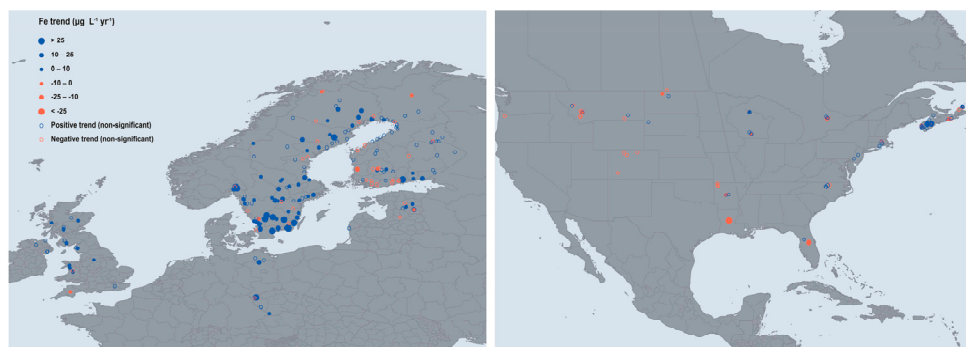 Fe trend (µg L⁻¹ yr⁻¹)
> 25
10 – 25
0 – 10
-10 – 0
-25 – -10
< -25
Positive trend (non-significant)
Negative trend (non-significant)